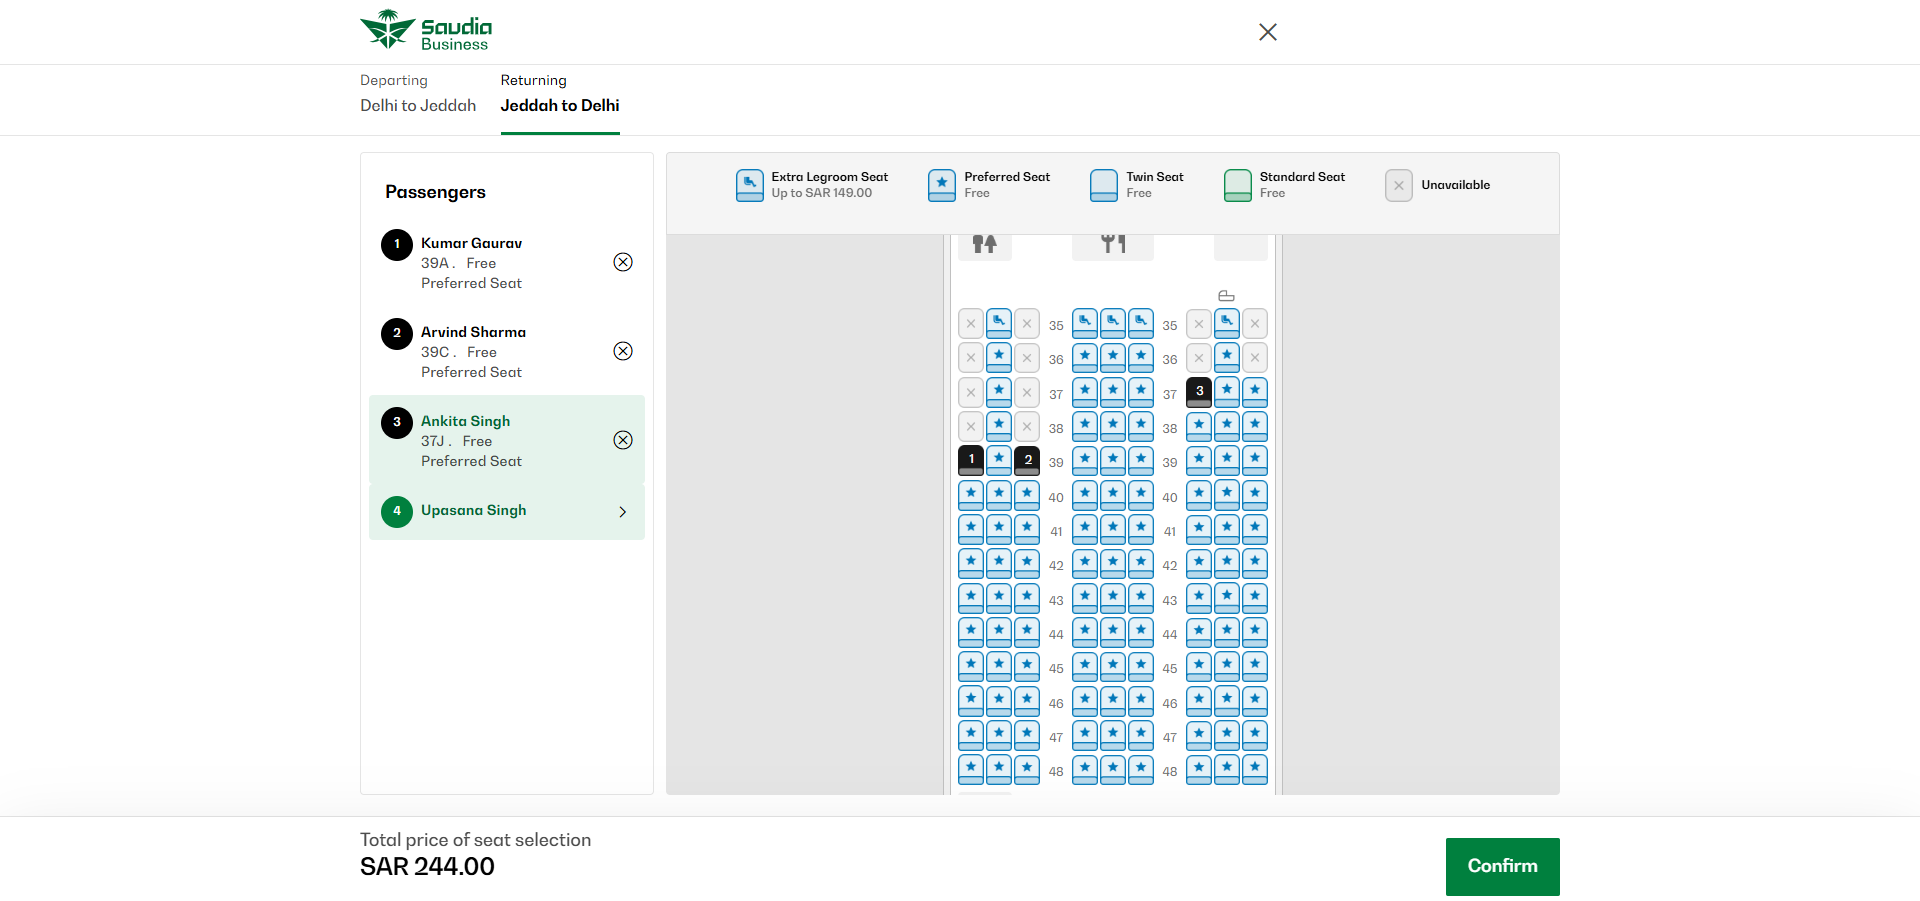 Saudia
Business
Departing
Delhi to Jeddah
Returning
Jeddah to Delhi
Passengers
1
Kumar Gaurav
39A . Free
Preferred Seat
2
Arvind Sharma
39C . Free
Preferred Seat
3
Ankita Singh
37J . Free
Preferred Seat
4
Upasana Singh
Extra Legroom Seat
Up to SAR 149.00
Preferred Seat
Free
Twin Seat
Free
Standard Seat
Free
Unavailable
35 35
36 36
37 37 3
38 38
1 2 39 39
40 40
41 41
42 42
43 43
44 44
45 45
46 46
47 47
48 48
Total price of seat selection
SAR 244.00
Confirm